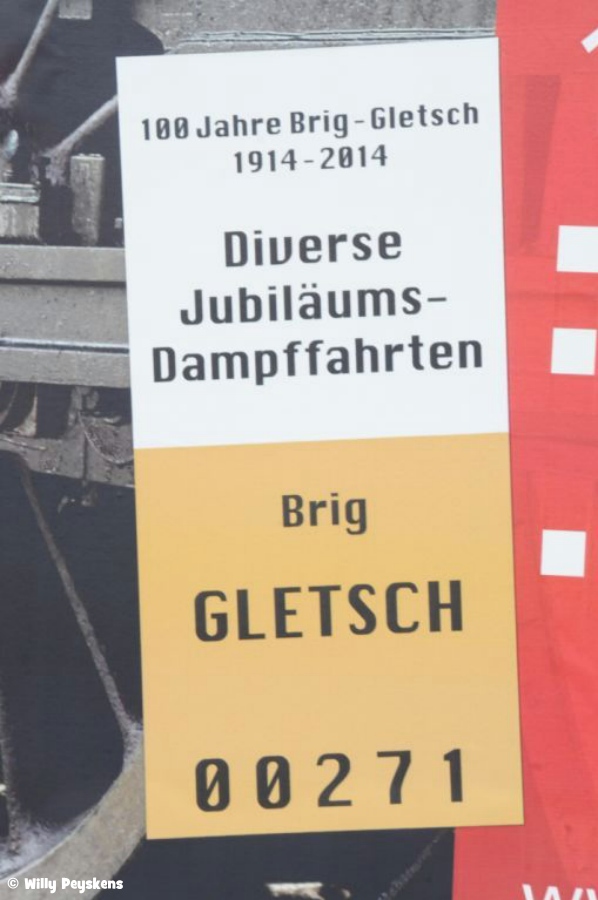 100 Jahre Brig-Gletsch
1914-2014
Diverse
Jubiläums-
Dampffahrten
Brig
GLETSCH
00271
© Willy Peyskens